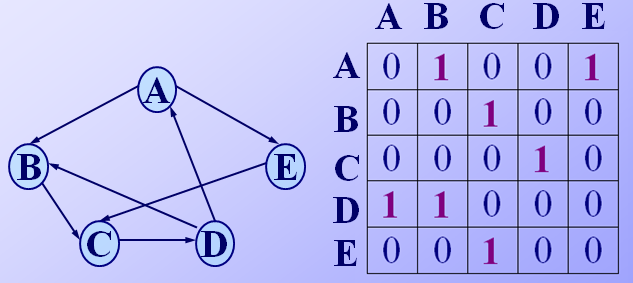 A
B
E
C
D
A B C D E
A 0 1 0 0 1
B 0 0 1 0 0
C 0 0 0 1 0
D 1 1 0 0 0
E 0 0 1 0 0